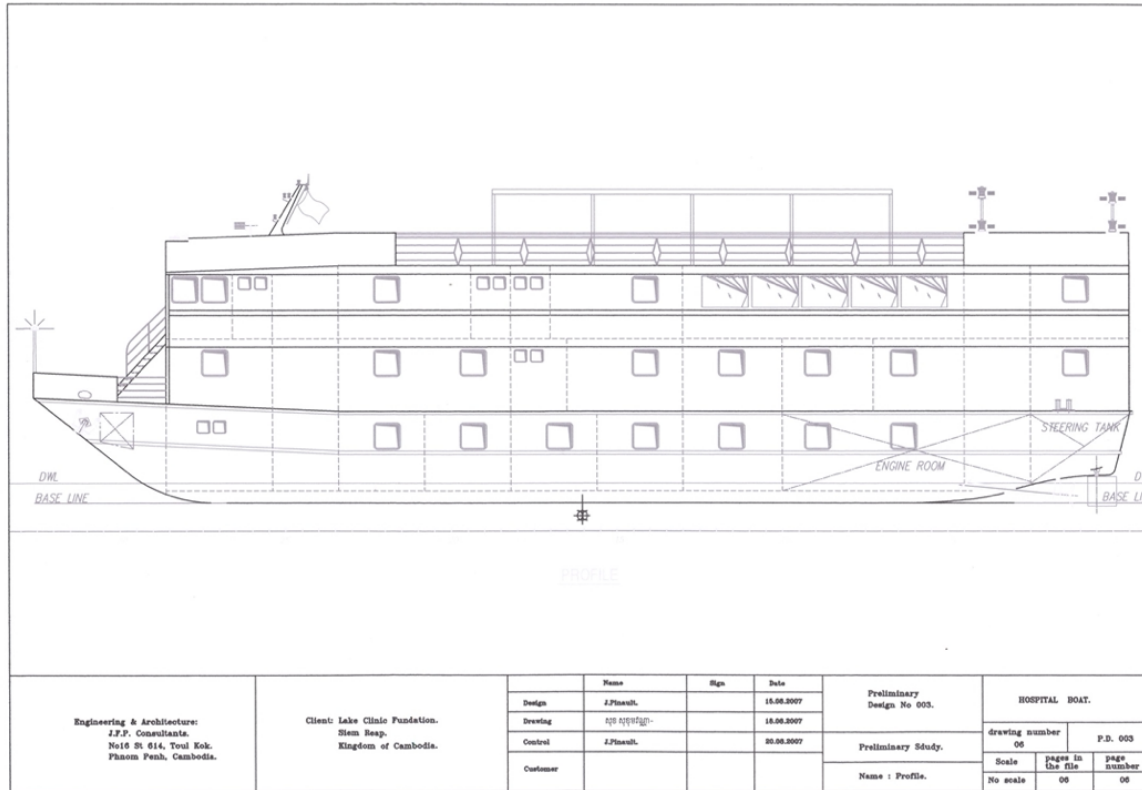 STEERING TANK
ENGINE ROOM
DWL
BASE LINE
PROFILE
Engineering & Architecture:
J.F.P. Consultants.
No16 St 614, Toul Kok.
Phnom Penh, Cambodia.
Client: Lake Clinic Fundation.
Siem Reap.
Kingdom of Cambodia.
Name Sign Date
Design J.Pinault. 15.08.2007
Drawing 18.08.2007
Control J.Pinault. 20.08.2007
Customer
Preliminary
Design No 003.
Preliminary Sdudy.
Name : Profile.
HOSPITAL BOAT.
drawing number
06
P.D. 003
Scale pages in the file page number
No scale 06 06